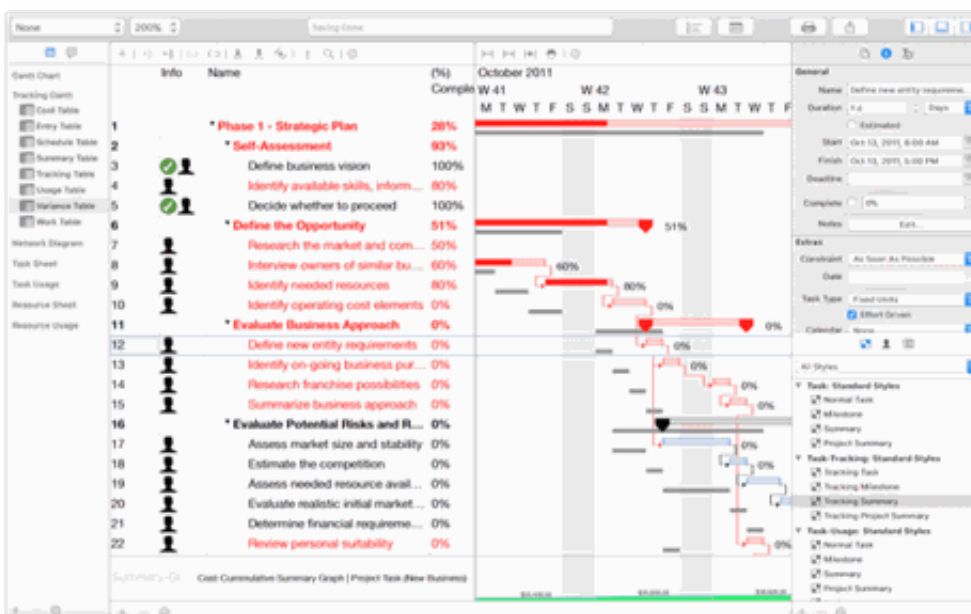 None
200%
Saving Done
Gantt Chart
Tracking Gantt
Cost Table
Entry Table
Schedule Table
Summary Table
Tracking Table
Usage Table
Variance Table
Work Table
Network Diagram
Task Sheet
Task Usage
Resource Sheet
Resource Usage
Info Name (%) October 2011
Comple W 41 W 42 W 43
M T W T F S S M T W T F S S M T W T F
1 Phase 1 - Strategic Plan 26%
2 Self-Assessment 93%
3 Define business vision 100%
4 Identify available skills, inform... 80%
5 Decide whether to proceed 100%
6 Define the Opportunity 51% 51%
7 Research the market and com... 50%
8 Interview owners of similar bu... 60% 60%
9 Identify needed resources 80% 80%
10 Identify operating cost elements 0% 0%
11 Evaluate Business Approach 0% 0%
12 Define new entity requirements 0% 0%
13 Identify on-going business pur... 0% 0%
14 Research franchise possibilities 0% 0%
15 Summarize business approach 0% 0%
16 Evaluate Potential Risks and R... 0%
17 Assess market size and stability 0% 0%
18 Estimate the competition 0% 0%
19 Assess needed resource avail... 0% 0%
20 Evaluate realistic initial market... 0%
21 Determine financial requireme... 0%
22 Review personal suitability 0% 0%
Summary-Gr Cost-Cummulative Summary Graph | Project Task (New Business)
General
Name Define new entity requireme...
Duration Days
Estimated
Start Oct 13, 2011, 8:00 AM
Finish Oct 13, 2011, 5:00 PM
Deadline
Complete 0%
Notes Edit...
Extras
Constraint As Soon As Possible
Date
Task Type Fixed Units
Effort Driven
Calendar None
All Styles
Task: Standard Styles
Normal Task
Milestone
Summary
Project Summary
Task-Tracking: Standard Styles
Tracking Task
Tracking Milestone
Tracking Summary
Tracking Project Summary
Task-Usage: Standard Styles
Normal Task
Milestone
Summary
Project Summary